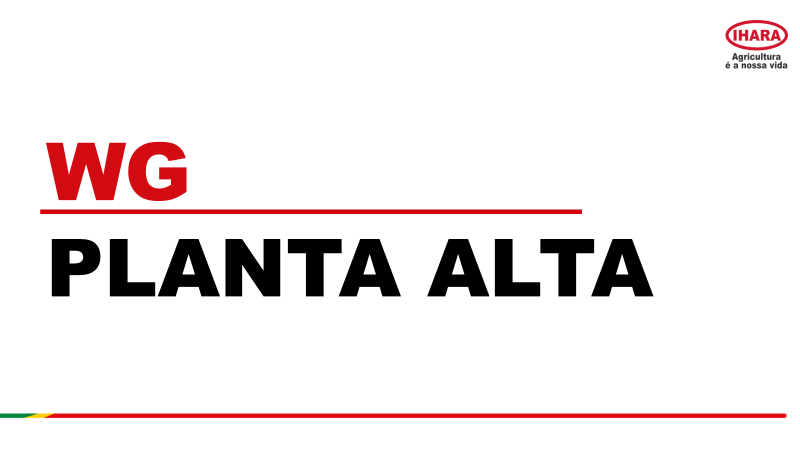 IHARA
Agricultura
é a nossa vida
WG
PLANTA ALTA